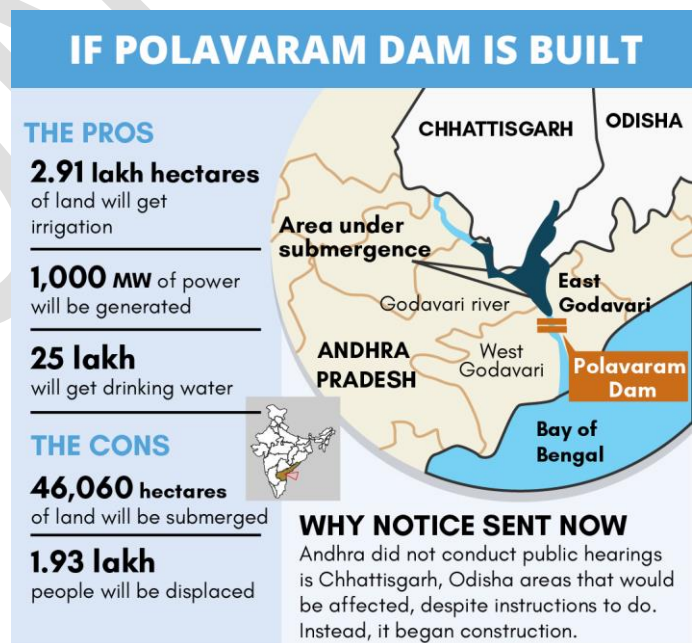 IF POLAVARAM DAM IS BUILT
THE PROS
2.91 lakh hectares
of land will get
irrigation
1,000 MW of power
will be generated
25 lakh
will get drinking water
THE CONS
46,060 hectares
of land will be submerged
1.93 lakh
people will be displaced
CHHATTISGARH
ODISHA
Area under
submergence
Godavari river
East
Godavari
ANDHRA
PRADESH
West
Godavari
Polavaram
Dam
Bay of
Bengal
WHY NOTICE SENT NOW
Andhra did not conduct public hearings
is Chhattisgarh, Odisha areas that would
be affected, despite instructions to do.
Instead, it began construction.